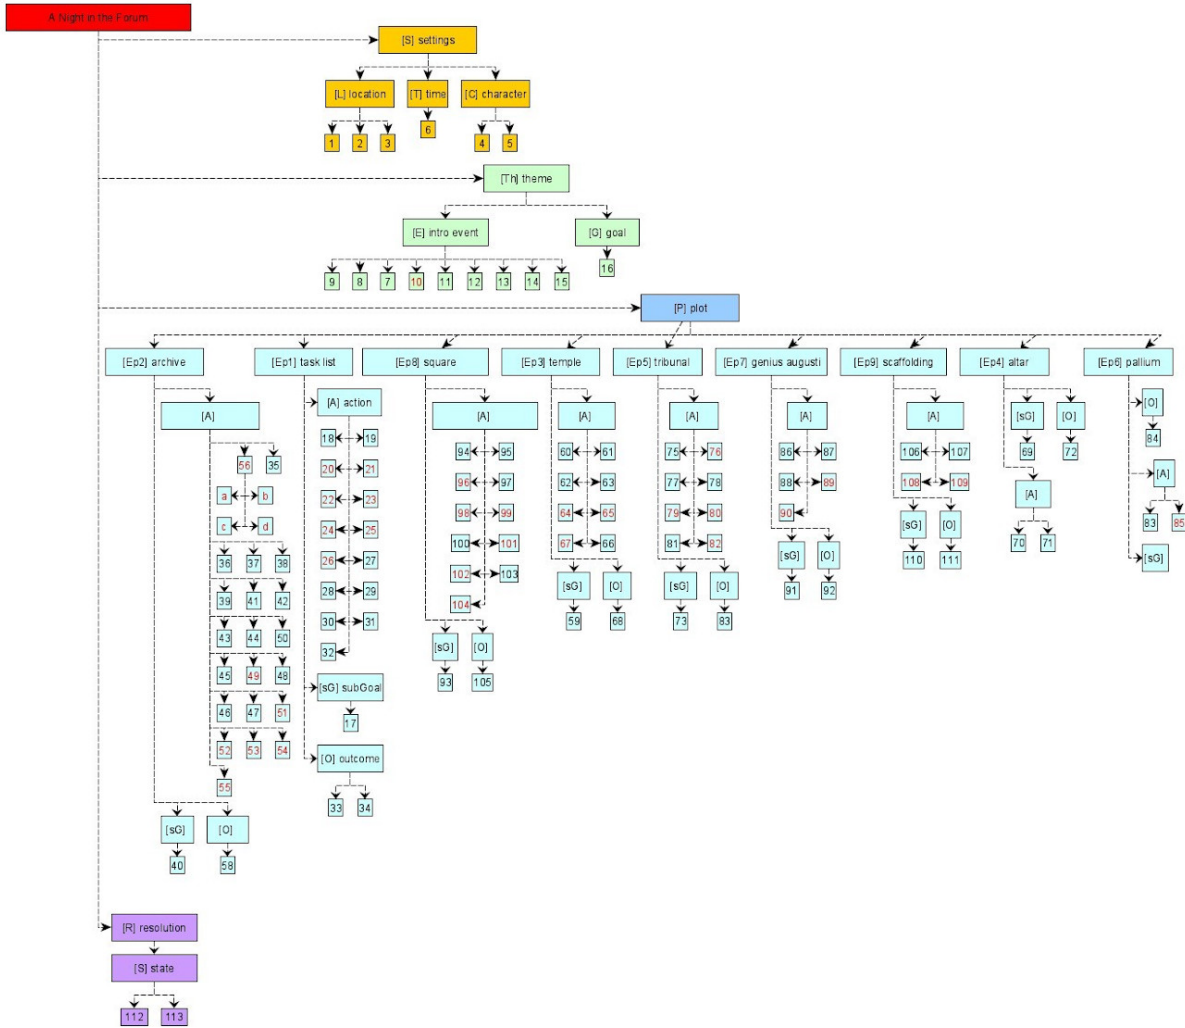 A Night in the Forum
[S] settings
[L] location [T] time [C] character
1 2 3 6 4 5
[Th] theme
[E] intro event [G] goal
9 8 7 10 11 12 13 14 15 16
[P] plot
[Ep2] archive [Ep1] task list [Ep8] square [Ep3] temple [Ep5] tribunal [Ep7] genius augusti [Ep9] scaffolding [Ep4] altar [Ep6] pallium
[A]
56 35
a b
c d
36 37 38
39 41 42
43 44 50
45 49 48
46 47 51
52 53 54
55
[sG] [O]
40 58
[A] action
18 19
20 21
22 23
24 25
26 27
28 29
30 31
32
[sG] subGoal
17
[O] outcome
33 34
[A]
94 95
96 97
98 99
100 101
102 103
104
[sG] [O]
93 105
[A]
60 61
62 63
64 65
67 66
[sG] [O]
59 68
[A]
75 76
77 78
79 80
81 82
[sG] [O]
73 83
[A]
86 87
88 89
90
[sG] [O]
91 92
[A]
106 107
108 109
[sG] [O]
110 111
[sG] [O]
69 72
[A]
70 71
[O]
84
[A]
83 85
[sG]
[R] resolution
[S] state
112 113